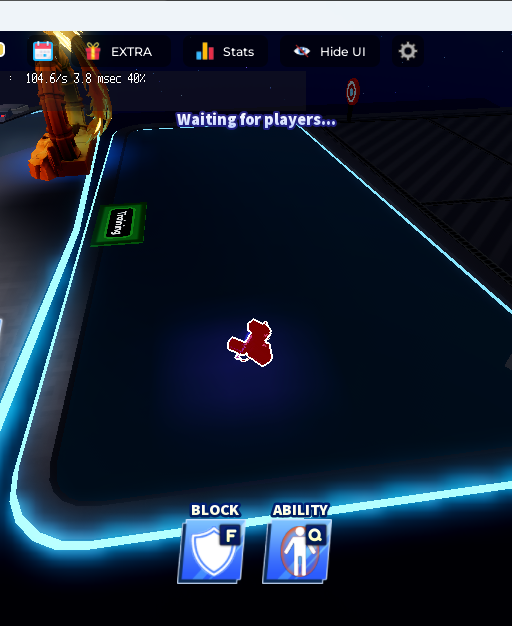 EXTRA
Stats
Hide UI
: 104.6/s 3.8 msec 40%
Waiting for players...
Training
BLOCK
ABILITY
F
Q